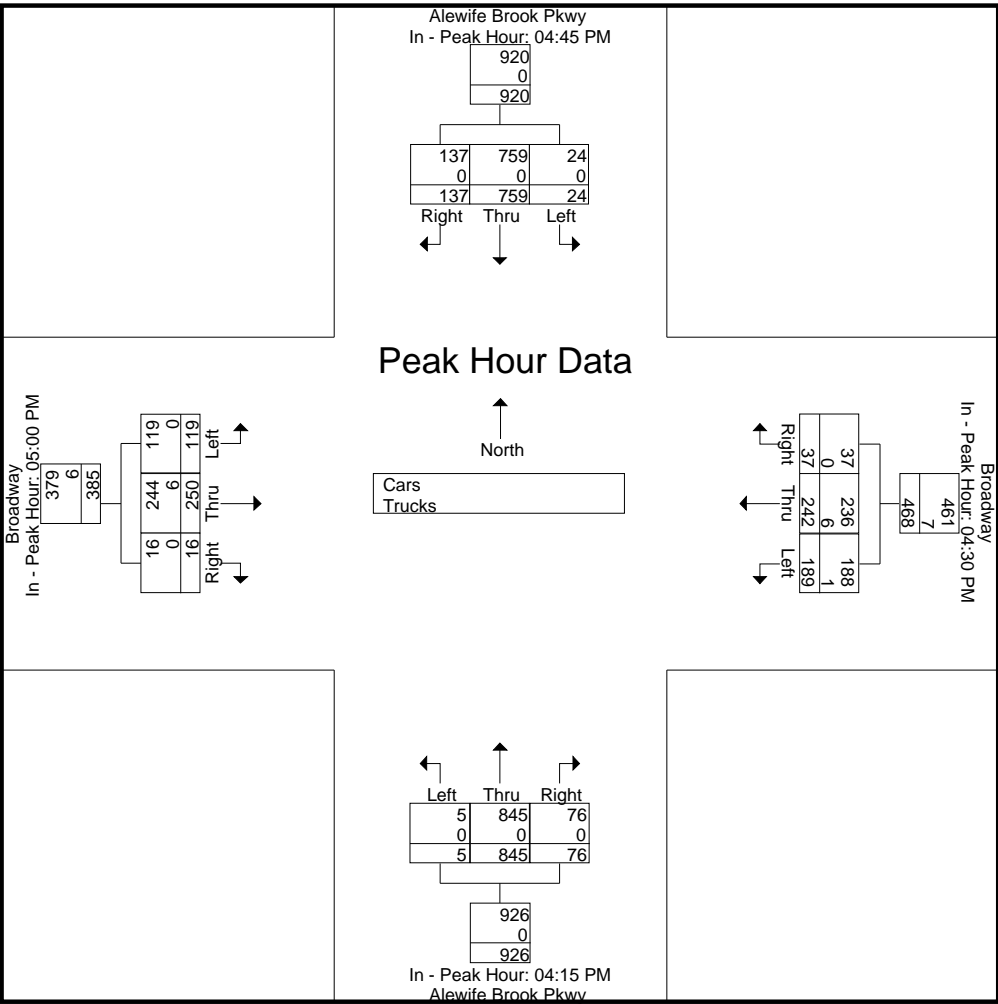 Alewife Brook Pkwy
In - Peak Hour: 04:45 PM
920
0
920
137 759 24
0 0 0
137 759 24
Right Thru Left
Peak Hour Data
North
Cars
Trucks
Broadway
In - Peak Hour: 05:00 PM
379
6
385
119 0 119
Left
244 6 250
Thru
16 0 16
Right
Right
37 0 37
Thru
242 6 236
Left
189 1 188
Broadway
In - Peak Hour: 04:30 PM
461
7
468
Left Thru Right
5 845 76
0 0 0
5 845 76
926
0
926
In - Peak Hour: 04:15 PM
Alewife Brook Pkwy